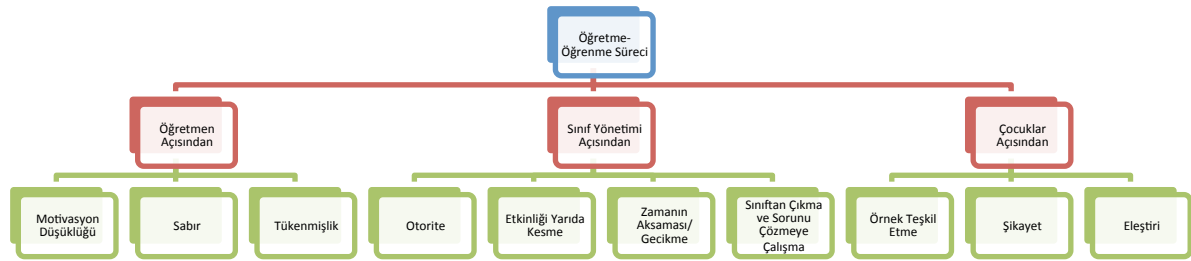 Öğretme-
Öğrenme Süreci
Öğretmen
Açısından
Sınıf Yönetimi
Açısından
Çocuklar
Açısından
Motivasyon
Düşüklüğü
Sabır
Tükenmişlik
Otorite
Etkinliği Yarıda
Kesme
Zamanın
Aksaması/
Gecikme
Sınıftan Çıkma
ve Sorunu
Çözmeye
Çalışma
Örnek Teşkil
Etme
Şikayet
Eleştiri